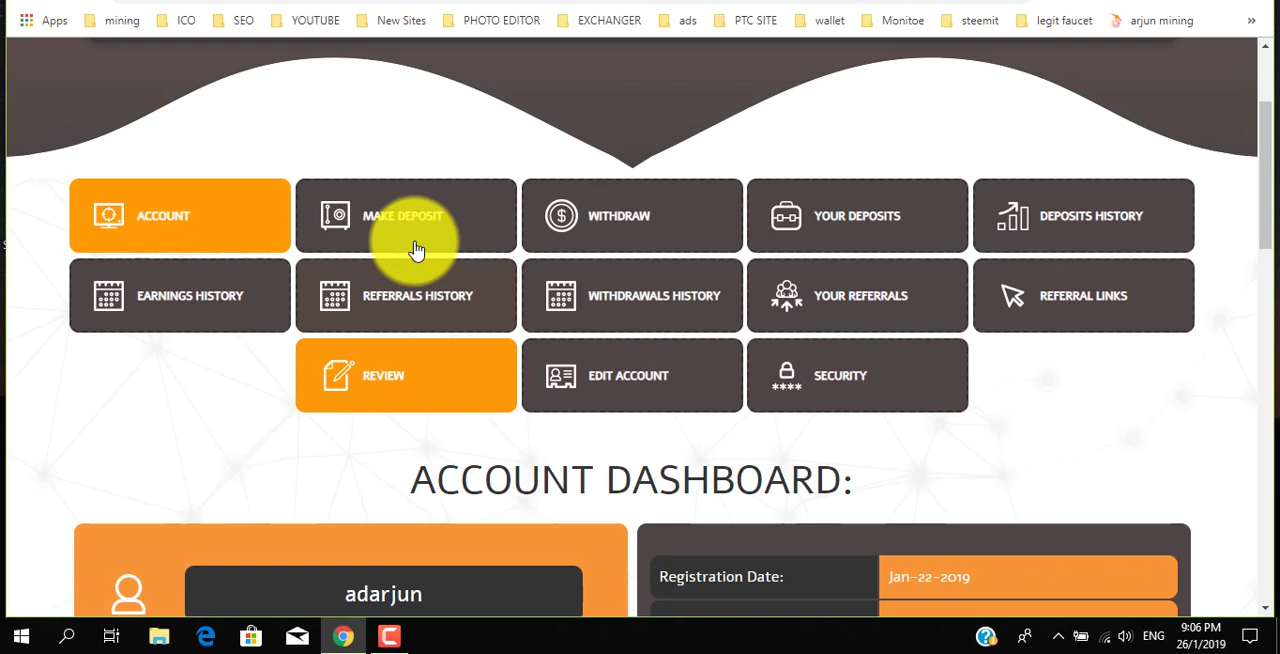 Apps mining ICO SEO YOUTUBE New Sites PHOTO EDITOR EXCHANGER ads PTC SITE wallet Monitoe steemit legit faucet arjun mining »
ACCOUNT MAKE DEPOSIT WITHDRAW YOUR DEPOSITS DEPOSITS HISTORY
EARNINGS HISTORY REFERRALS HISTORY WITHDRAWALS HISTORY YOUR REFERRALS REFERRAL LINKS
REVIEW EDIT ACCOUNT SECURITY
ACCOUNT DASHBOARD:
adarjun
Registration Date: Jan-22-2019
ENG
9:06 PM
26/1/2019